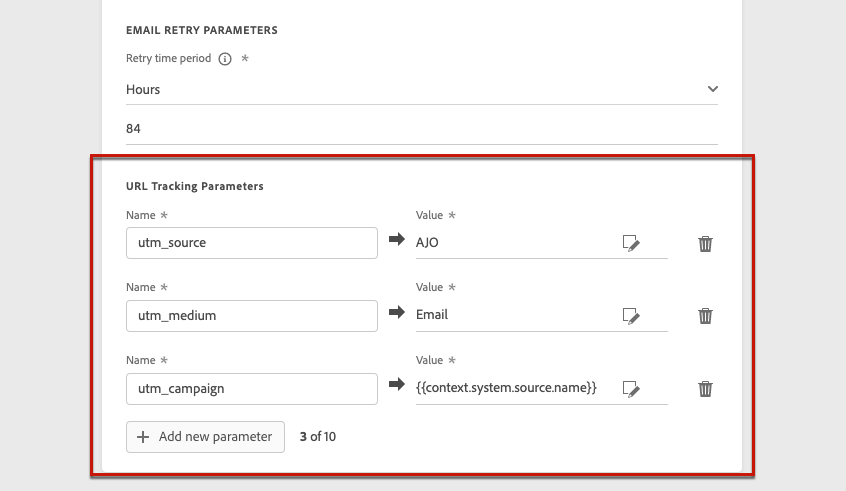 EMAIL RETRY PARAMETERS
Retry time period *
Hours
84
URL Tracking Parameters
Name * Value *
utm_source AJO
Name * Value *
utm_medium Email
Name * Value *
utm_campaign {{context.system.source.name}}
Add new parameter 3 of 10